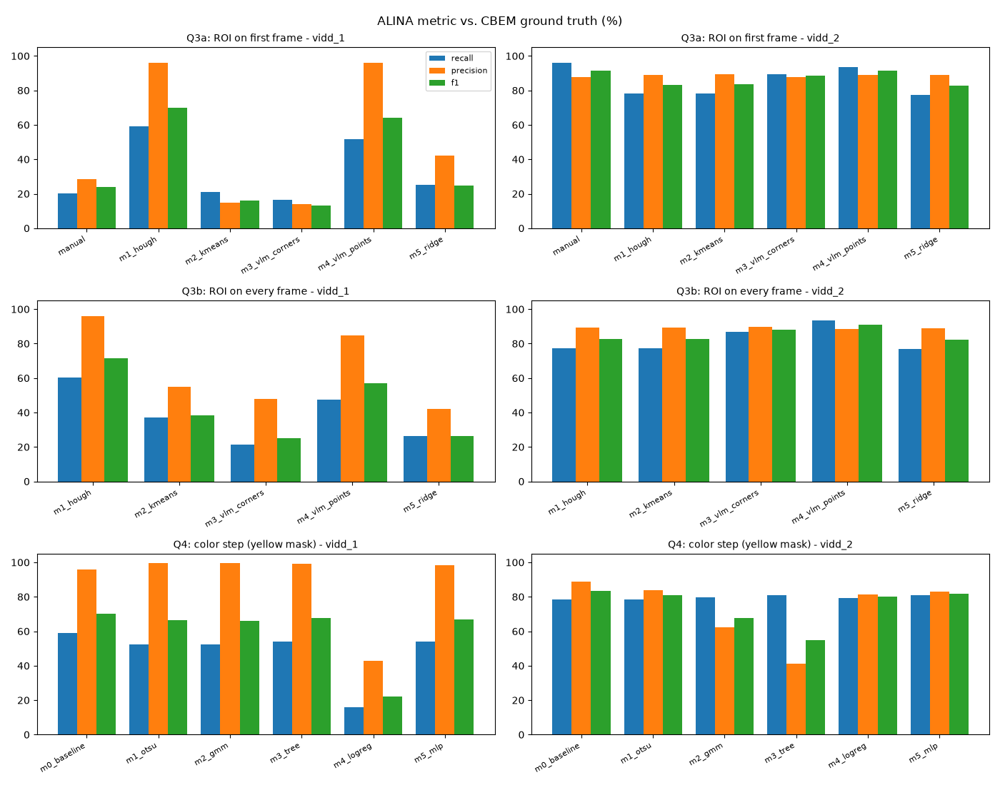 ALINA metric vs. CBEM ground truth (%)
Q3a: ROI on first frame - vidd_1
100
80
60
40
20
0
recall
precision
f1
manual
m1_hough
m2_kmeans
m3_vlm_corners
m4_vlm_points
m5_ridge
Q3a: ROI on first frame - vidd_2
100
80
60
40
20
0
manual
m1_hough
m2_kmeans
m3_vlm_corners
m4_vlm_points
m5_ridge
Q3b: ROI on every frame - vidd_1
100
80
60
40
20
0
m1_hough
m2_kmeans
m3_vlm_corners
m4_vlm_points
m5_ridge
Q3b: ROI on every frame - vidd_2
100
80
60
40
20
0
m1_hough
m2_kmeans
m3_vlm_corners
m4_vlm_points
m5_ridge
Q4: color step (yellow mask) - vidd_1
100
80
60
40
20
0
m0_baseline
m1_otsu
m2_gmm
m3_tree
m4_logreg
m5_mlp
Q4: color step (yellow mask) - vidd_2
100
80
60
40
20
0
m0_baseline
m1_otsu
m2_gmm
m3_tree
m4_logreg
m5_mlp